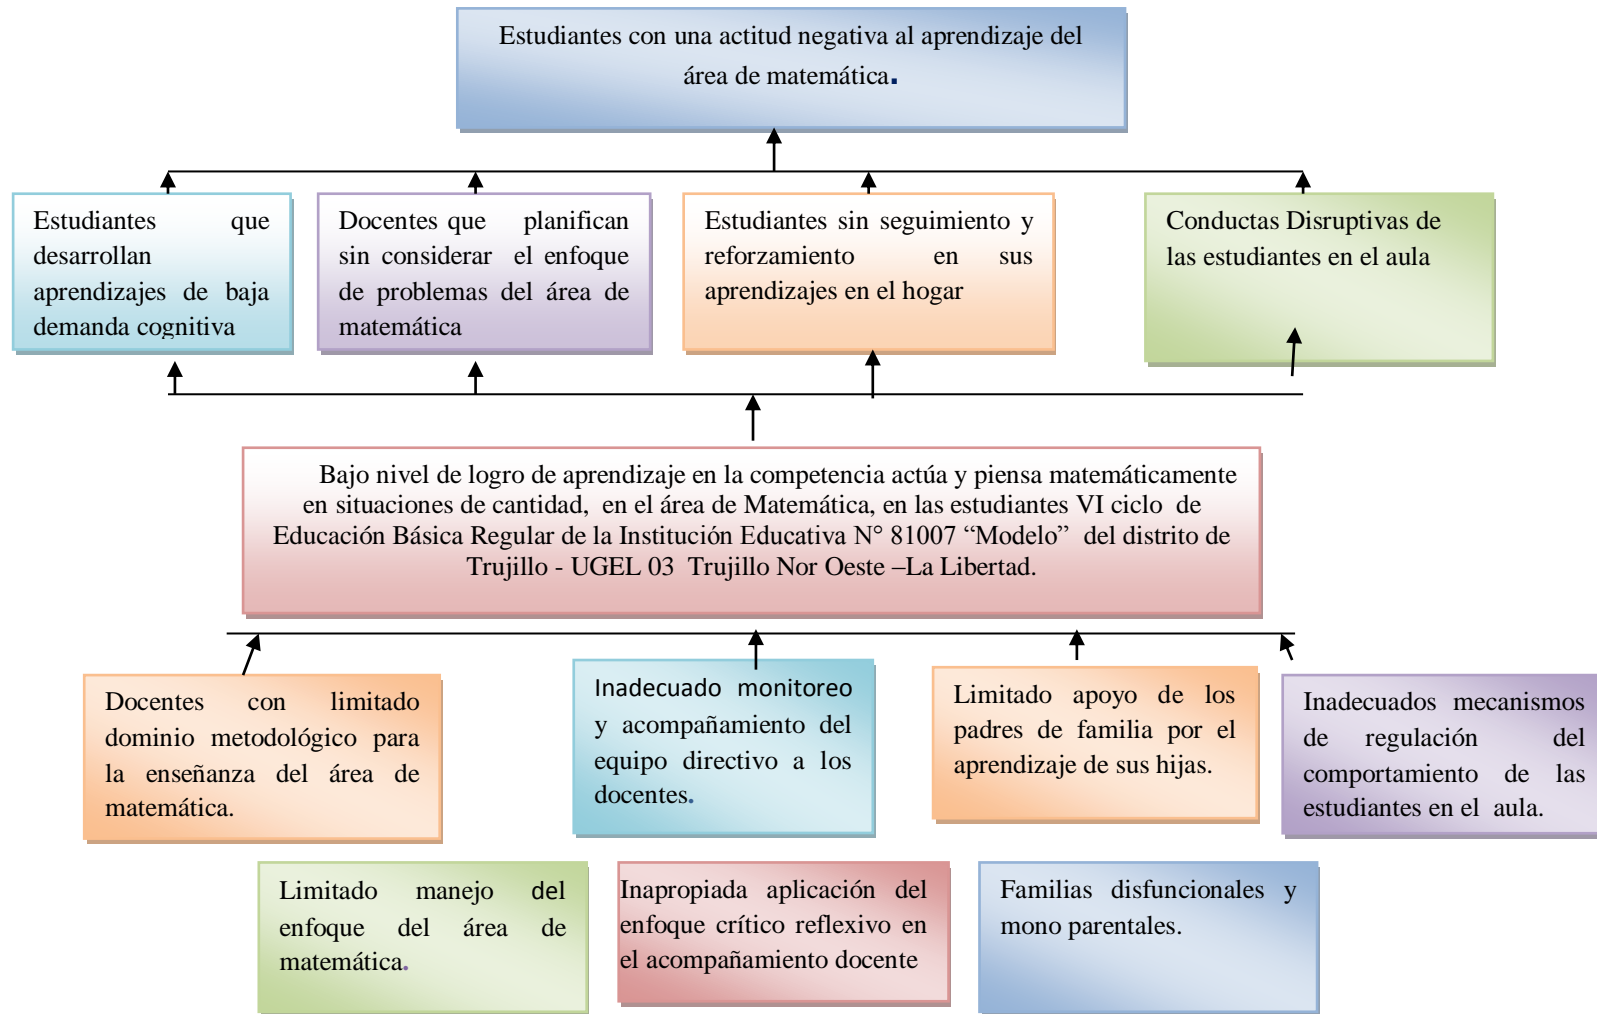 Estudiantes con una actitud negativa al aprendizaje del
área de matemática.
Estudiantes que
desarrollan
aprendizajes de baja
demanda cognitiva
Docentes que planifican
sin considerar el enfoque
de problemas del área de
matemática
Estudiantes sin seguimiento y
reforzamiento en sus
aprendizajes en el hogar
Conductas Disruptivas de
las estudiantes en el aula
Bajo nivel de logro de aprendizaje en la competencia actúa y piensa matemáticamente
en situaciones de cantidad, en el área de Matemática, en las estudiantes VI ciclo de
Educación Básica Regular de la Institución Educativa N° 81007 “Modelo” del distrito de
Trujillo - UGEL 03 Trujillo Nor Oeste –La Libertad.
Docentes con limitado
dominio metodológico para
la enseñanza del área de
matemática.
Inadecuado monitoreo
y acompañamiento del
equipo directivo a los
docentes.
Limitado apoyo de los
padres de familia por el
aprendizaje de sus hijas.
Inadecuados mecanismos
de regulación del
comportamiento de las
estudiantes en el aula.
Limitado manejo del
enfoque del área de
matemática.
Inapropiada aplicación del
enfoque crítico reflexivo en
el acompañamiento docente
Familias disfuncionales y
mono parentales.